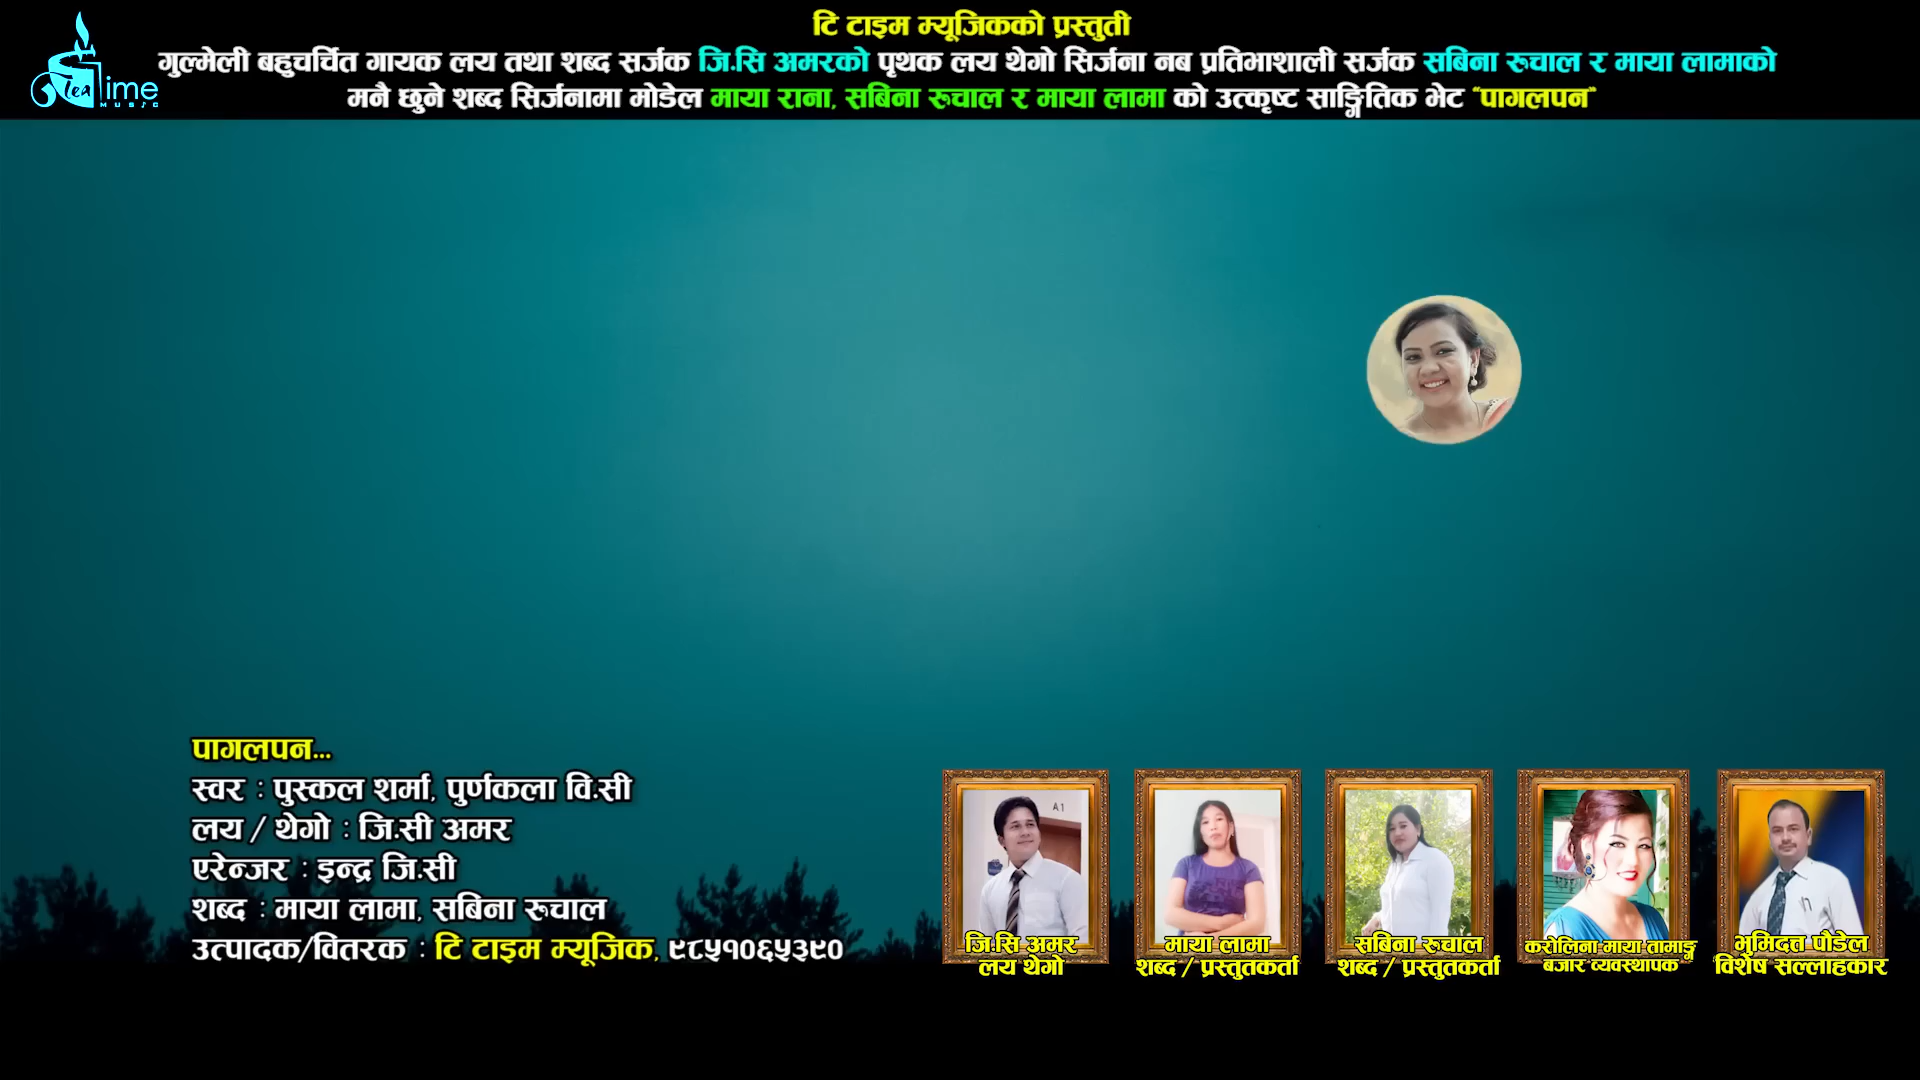 Tea Time
MUSIC
टि टाइम म्यूजिकको प्रस्तुती
गुल्मेली बहुचर्चित गायक लय तथा शब्द सर्जक जि.सि अमरको पृथक लय थेगो सिर्जना नब प्रतिभाशाली सर्जक सबिना रुचाल र माया लामाको
मनै छुने शब्द सिर्जनामा मोडेल माया राना, सबिना रुचाल र माया लामा को उत्कृष्ट साङ्गितिक भेट "पागलपन"
पागलपन...
स्वर : पुस्कल शर्मा, पुर्णकला वि.सी
लय / थेगो : जि.सी अमर
एरेन्जर : इन्द्र जि.सी
शब्द : माया लामा, सबिना रुचाल
उत्पादक/वितरक : टि टाइम म्यूजिक, ९८५१०६५३९०
A1
जि.सि अमर
लय थेगो
माया लामा
शब्द / प्रस्तुतकर्ता
सबिना रुचाल
शब्द / प्रस्तुतकर्ता
करोलिना माया तामाङ्ग
बजार व्यवस्थापक
भुमिदत्त पौडेल
विशेष सल्लाहकार